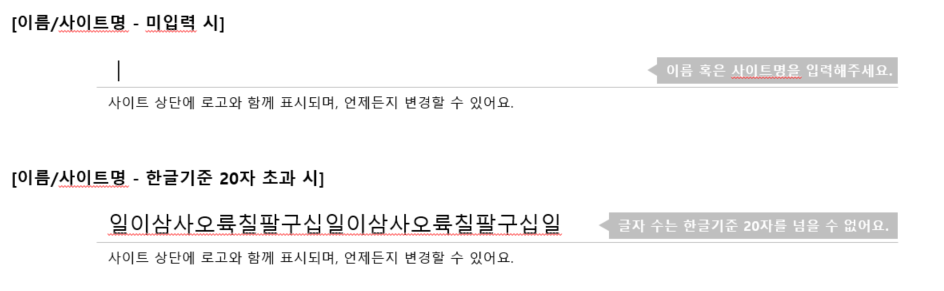 [이름/사이트명 - 미입력 시]
이름 혹은 사이트명을 입력해주세요.
사이트 상단에 로고와 함께 표시되며, 언제든지 변경할 수 있어요.
[이름/사이트명 - 한글기준 20자 초과 시]
일이삼사오륙칠팔구십일이삼사오륙칠팔구십일 글자 수는 한글기준 20자를 넘을 수 없어요.
사이트 상단에 로고와 함께 표시되며, 언제든지 변경할 수 있어요.